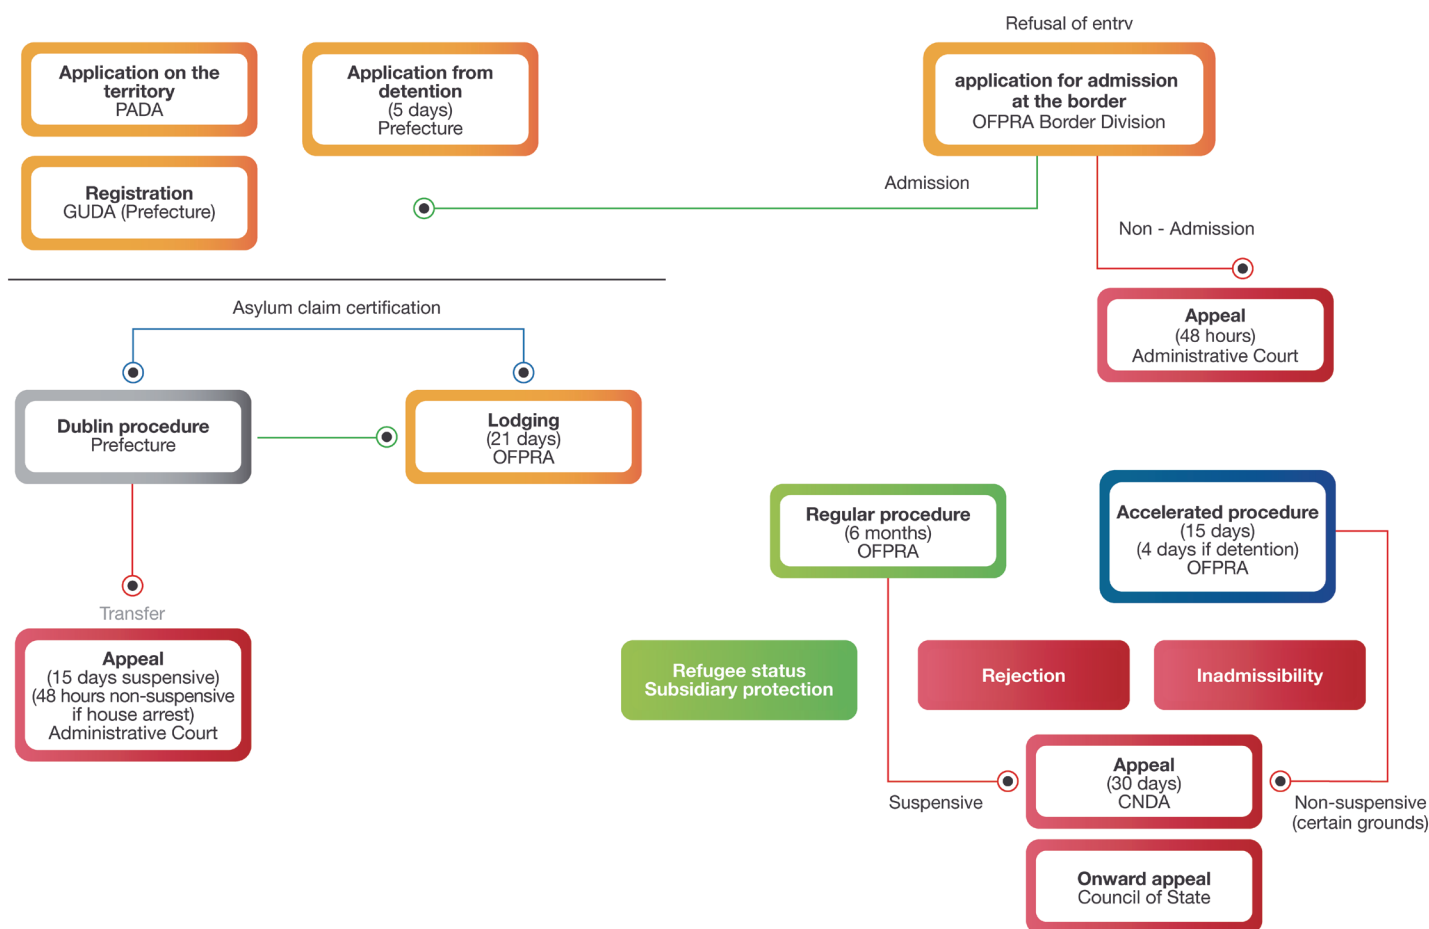 Refusal of entrv
Application on the
territory
PADA
Application from
detention
(5 days)
Prefecture
application for admission
at the border
OFPRA Border Division
Registration
GUDA (Prefecture)
Admission
Non - Admission
Asylum claim certification
Appeal
(48 hours)
Administrative Court
Dublin procedure
Prefecture
Lodging
(21 days)
OFPRA
Regular procedure
(6 months)
OFPRA
Accelerated procedure
(15 days)
(4 days if detention)
OFPRA
Transfer
Appeal
(15 days suspensive)
(48 hours non-suspensive
if house arrest)
Administrative Court
Refugee status
Subsidiary protection
Rejection
Inadmissibility
Appeal
(30 days)
CNDA
Suspensive
Non-suspensive
(certain grounds)
Onward appeal
Council of State